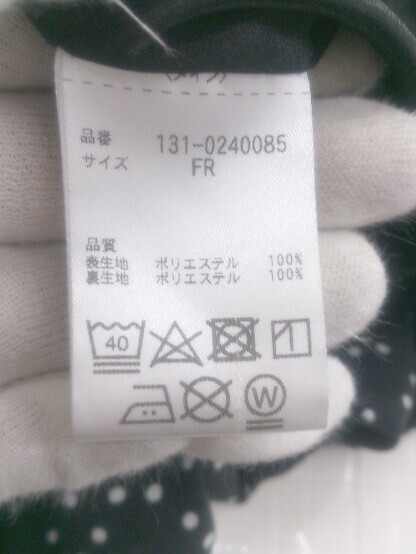 品番 131-0240085
サイズ FR
品質
表生地 ポリエステル 100%
裏生地 ポリエステル 100%
40
W